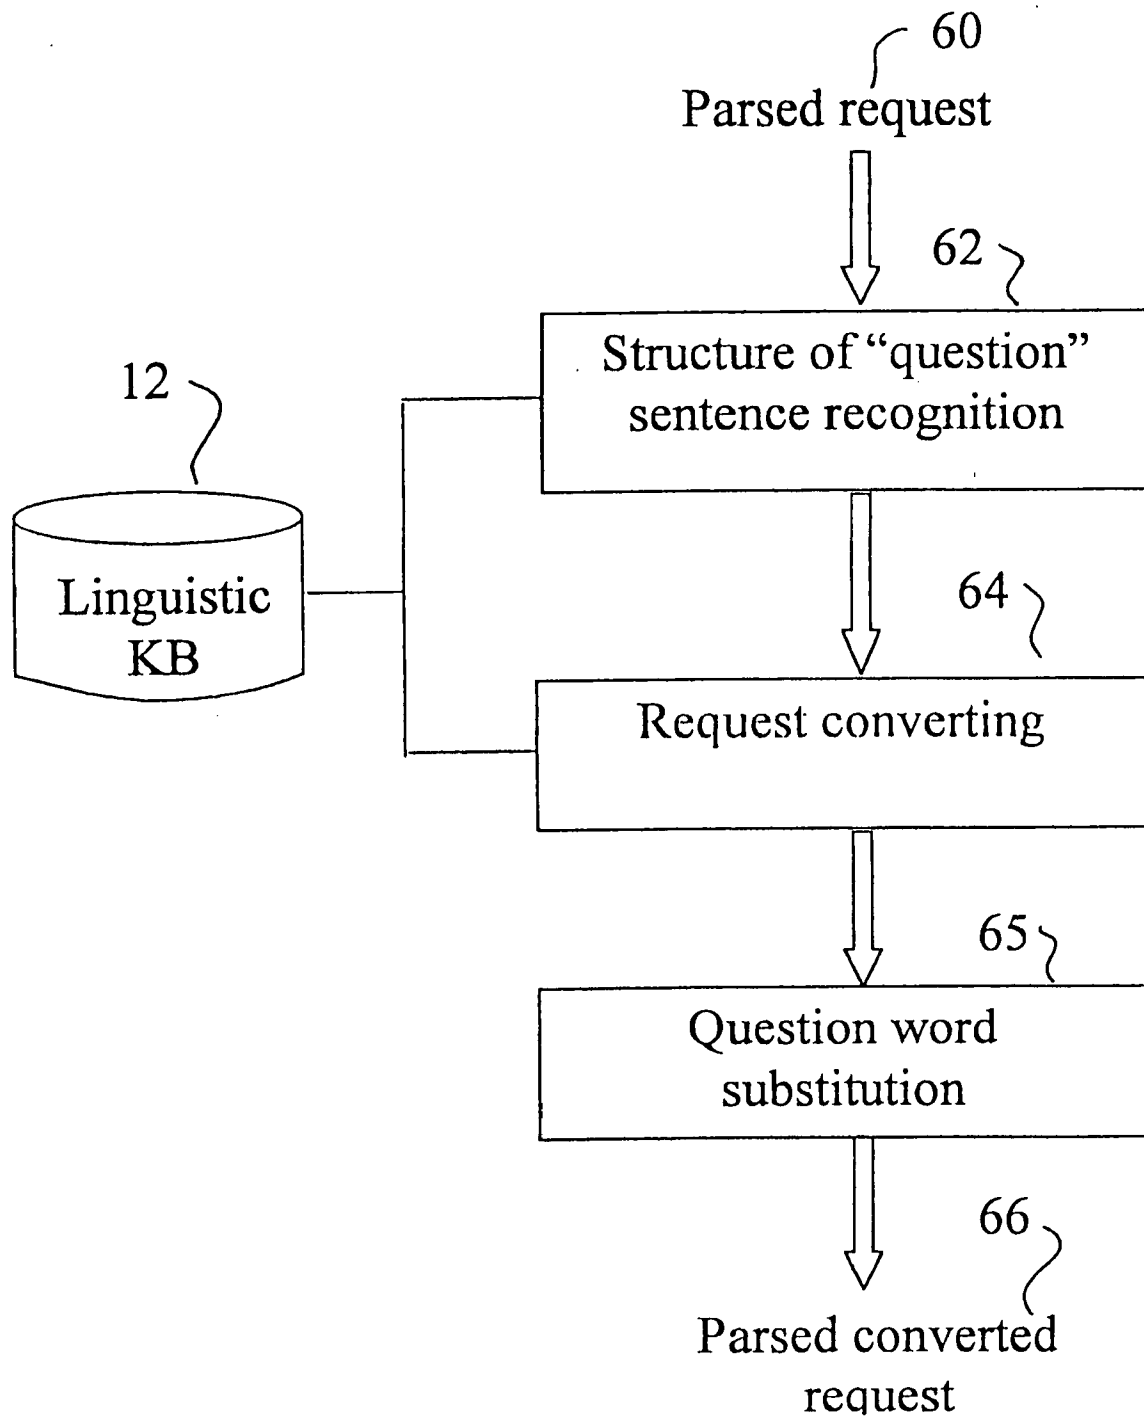 60
Parsed request
62
Structure of “question”
sentence recognition
12
Linguistic
KB
64
Request converting
65
Question word
substitution
66
Parsed converted
request